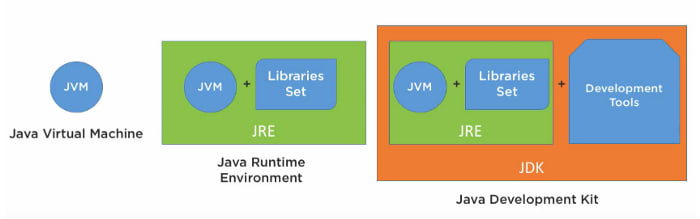 JVM
Java Virtual Machine
JVM
+
Libraries
Set
JRE
Java Runtime
Environment
JVM
+
Libraries
Set
JRE
+
Development
Tools
JDK
Java Development Kit